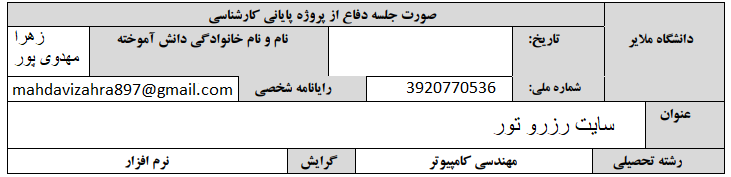 صورت جلسه دفاع از پروژه پایانی کارشناسی
دانشگاه ملایر تاریخ: نام و نام خانوادگی دانش آموخته زهرا
مهدوی پور
شماره ملی: 3920770536 رایانامه شخصی mahdavizahra897@gmail.com
عنوان سایت رزرو تور
رشته تحصیلی مهندسی کامپیوتر گرایش نرم افزار